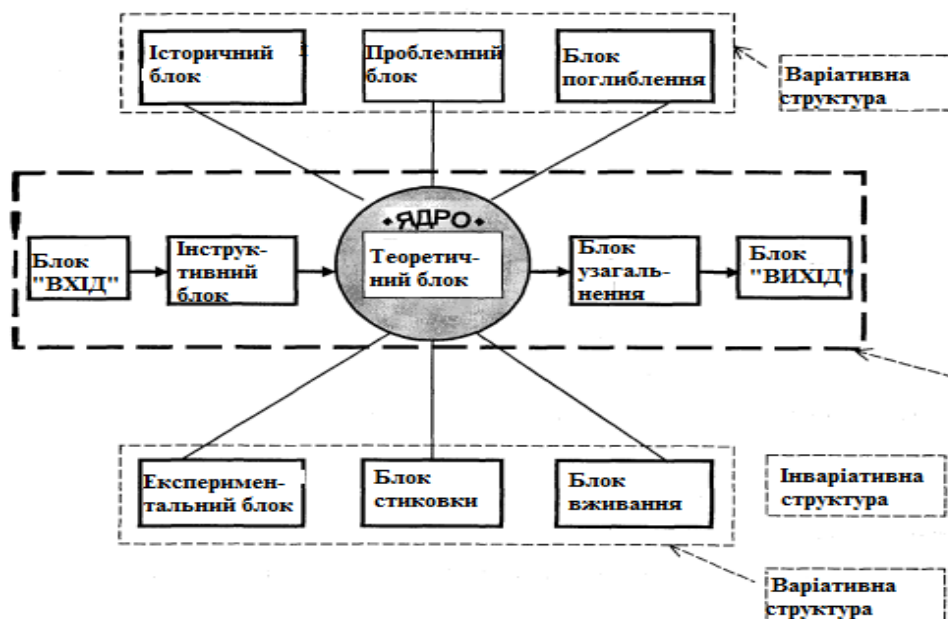 Історичний
блок
Проблемний
блок
Блок
поглиблення
Варіативна
структура
ЯДРО
Блок
"ВХІД"
Інструк-
тивний
блок
Теоретич-
ний блок
Блок
узагаль-
нення
Блок
"ВИХІД"
Експеримен-
тальний блок
Блок
стиковки
Блок
вживання
Інваріативна
структура
Варіативна
структура